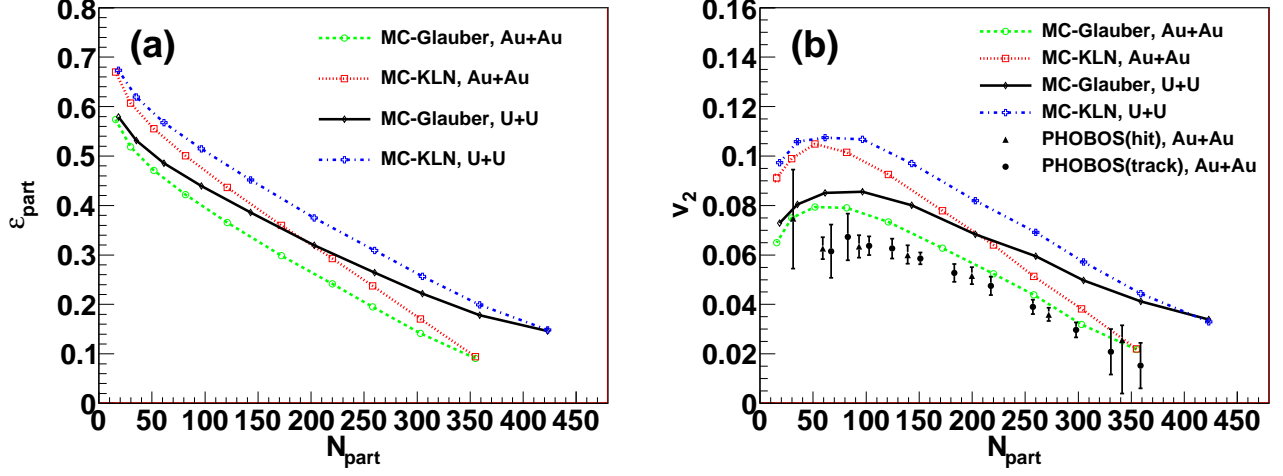 (a)
MC-Glauber, Au+Au
MC-KLN, Au+Au
MC-Glauber, U+U
MC-KLN, U+U
0.8
0.7
0.6
0.5
0.4
0.3
0.2
0.1
0
ε_part
0 50 100 150 200 250 300 350 400 450
N_part
(b)
MC-Glauber, Au+Au
MC-KLN, Au+Au
MC-Glauber, U+U
MC-KLN, U+U
PHOBOS(hit), Au+Au
PHOBOS(track), Au+Au
0.16
0.14
0.12
0.1
0.08
0.06
0.04
0.02
0
v_2
0 50 100 150 200 250 300 350 400 450
N_part